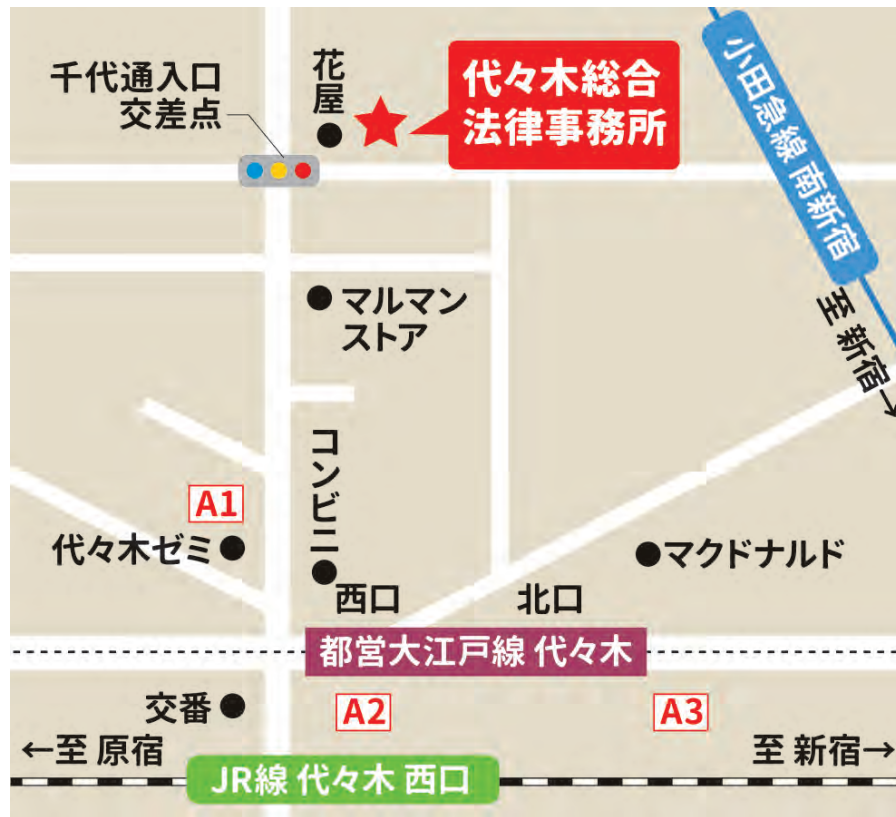 千代通入口
交差点
花屋
代々木総合
法律事務所
小田急線 南新宿
至 新宿→
マルマン
ストア
コンビニ
A1
代々木ゼミ
マクドナルド
西口
北口
都営大江戸線 代々木
交番
A2
A3
←至 原宿
至 新宿→
JR線 代々木 西口